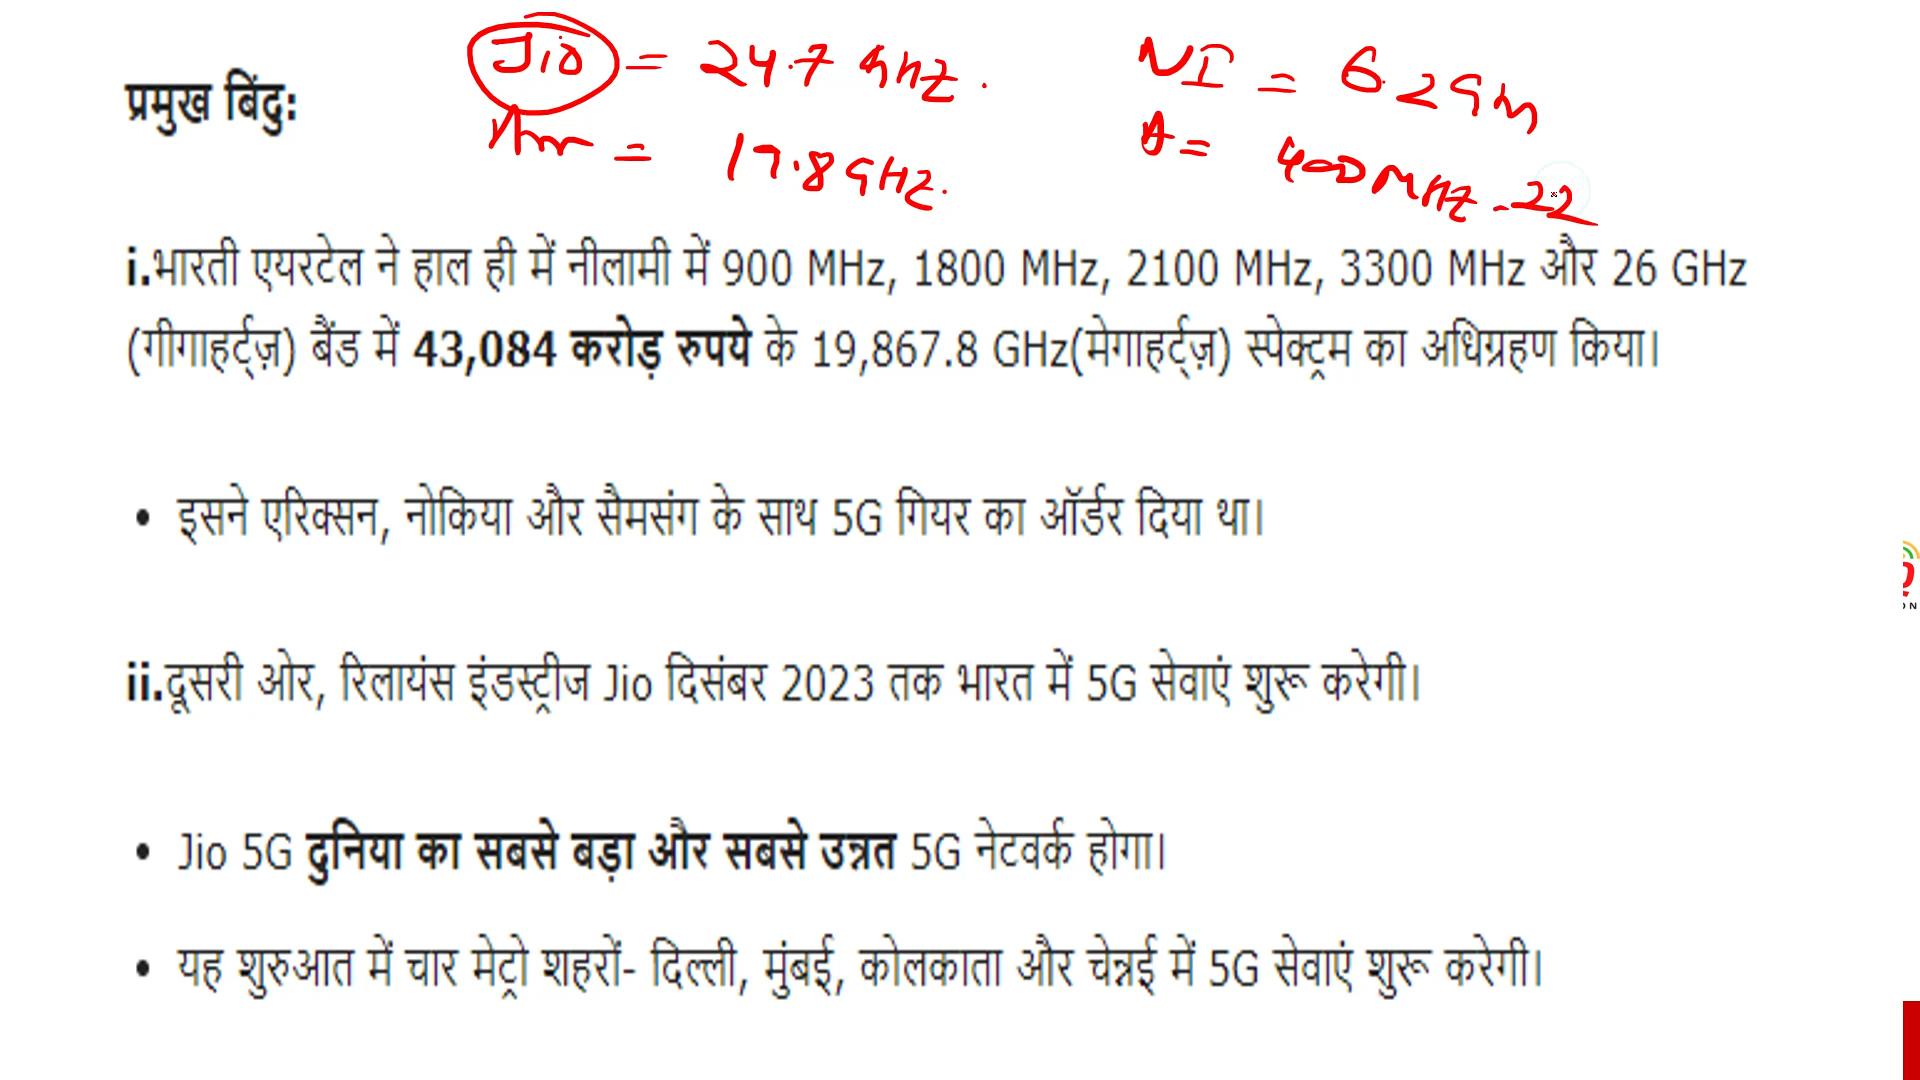 Jio = 24.7 GHZ.
VI = 6.2 GH
प्रमुख बिंदु:
= 19.8 GHZ.
A = 400 MHZ - 22
i.भारती एयरटेल ने हाल ही में नीलामी में 900 MHz, 1800 MHz, 2100 MHz, 3300 MHz और 26 GHz
(गीगाहर्ट्ज़) बैंड में 43,084 करोड़ रुपये के 19,867.8 GHz(मेगाहर्ट्ज़) स्पेक्ट्रम का अधिग्रहण किया।
• इसने एरिक्सन, नोकिया और सैमसंग के साथ 5G गियर का ऑर्डर दिया था।
ii.दूसरी ओर, रिलायंस इंडस्ट्रीज Jio दिसंबर 2023 तक भारत में 5G सेवाएं शुरू करेगी।
• Jio 5G दुनिया का सबसे बड़ा और सबसे उन्नत 5G नेटवर्क होगा।
• यह शुरुआत में चार मेट्रो शहरों- दिल्ली, मुंबई, कोलकाता और चेन्नई में 5G सेवाएं शुरू करेगी।